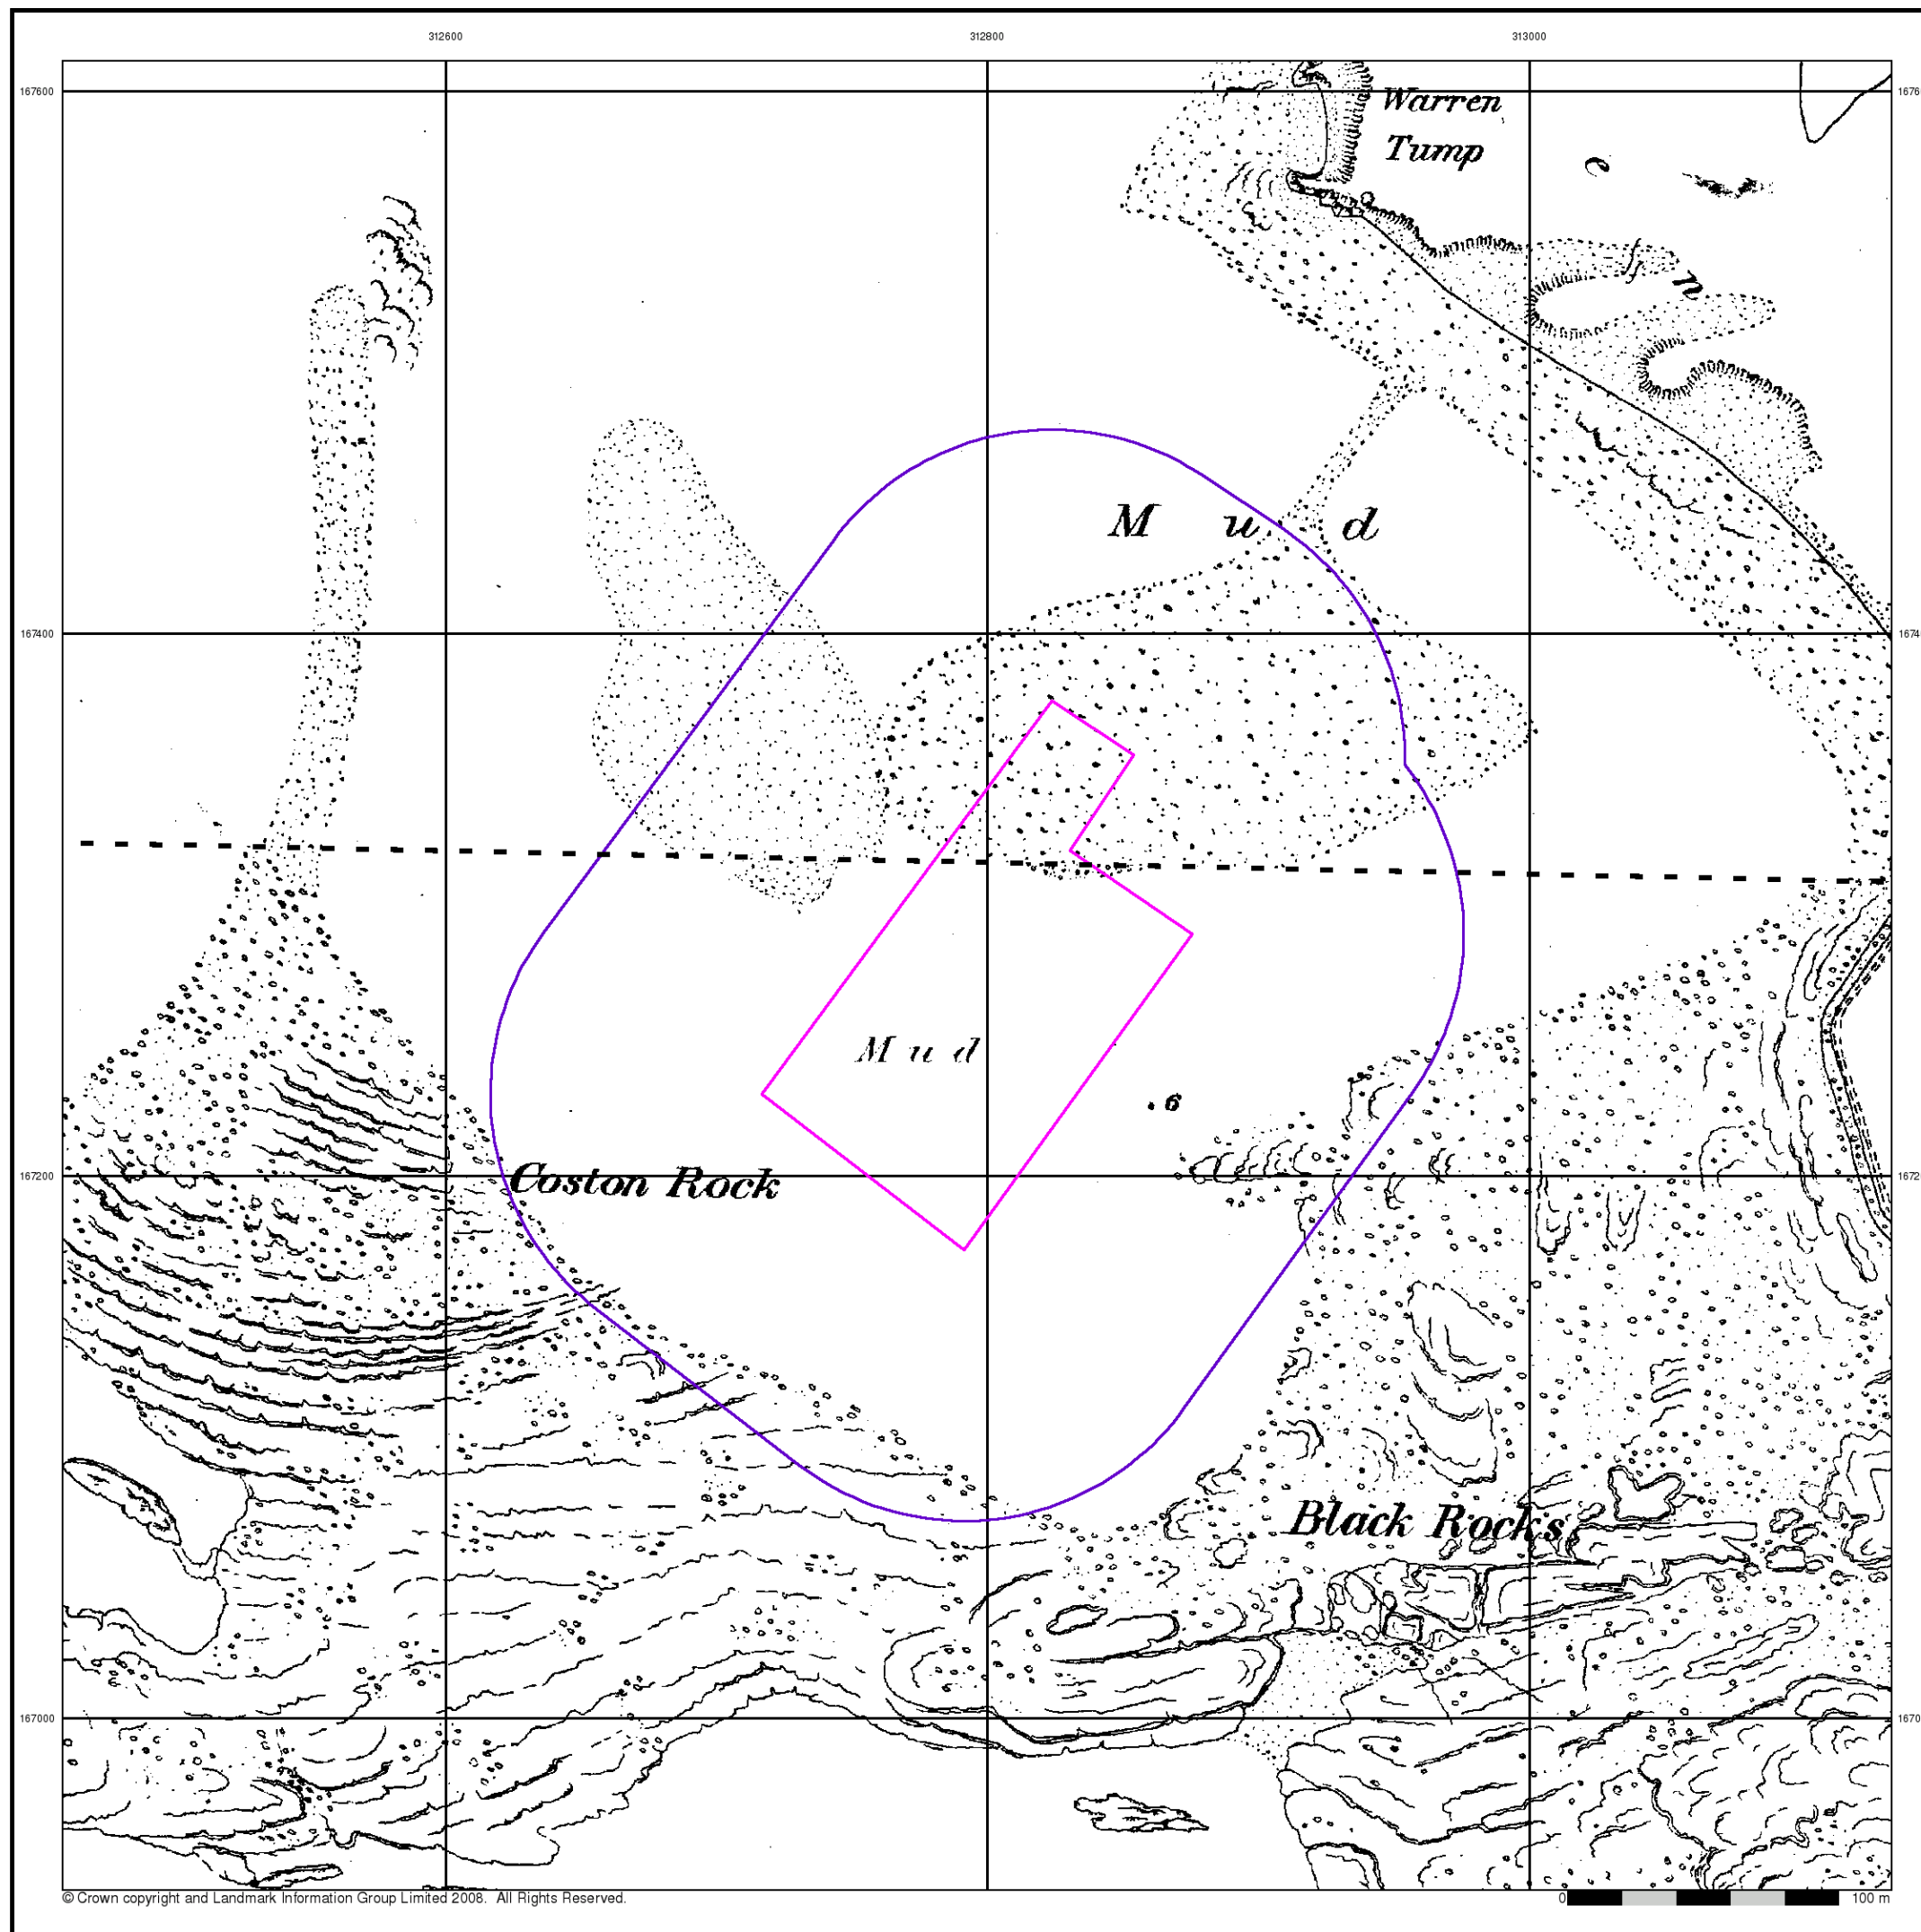 312600 312800 313000
167600
Warren
Tump
e
n
M u d
167400
M u d
. 6
167200
Coston Rock
Black Rocks
167000
© Crown copyright and Landmark Information Group Limited 2008. All Rights Reserved.
0 100 m